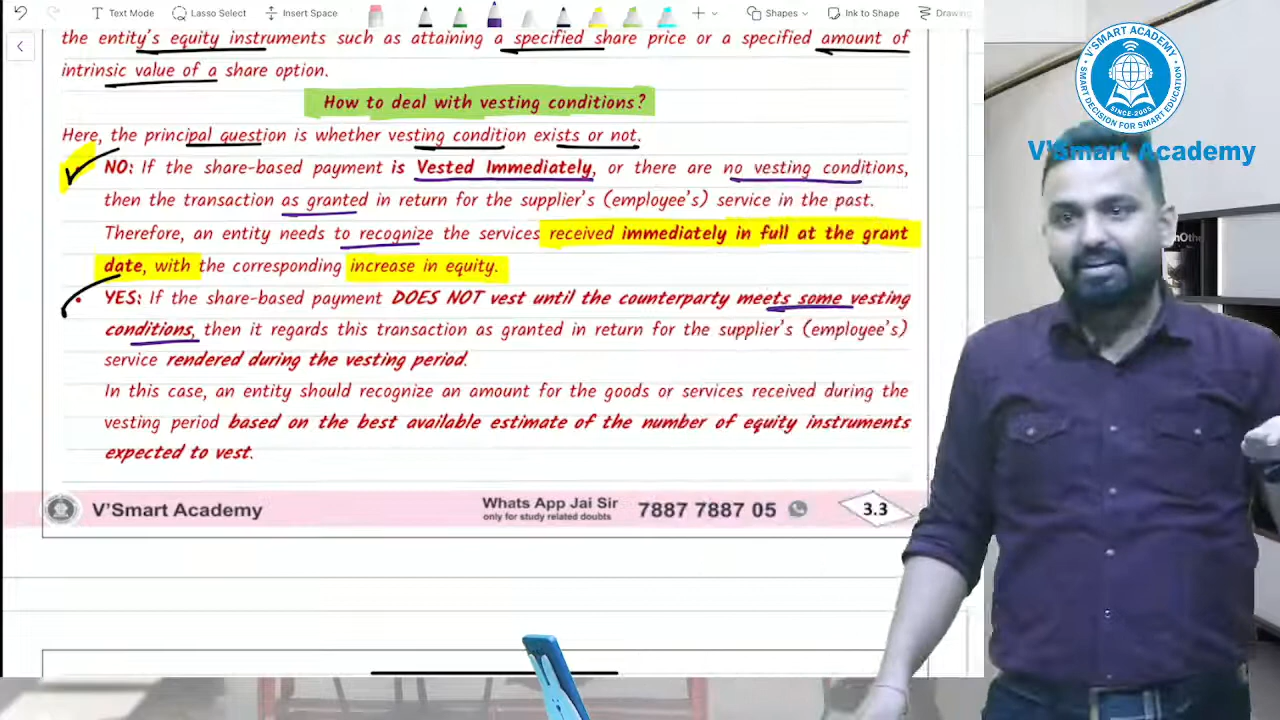 Text Mode
Lasso Select
Insert Space
Shapes
Ink to Shape
Drawing
the entity's equity instruments such as attaining a specified share price or a specified amount of
intrinsic value of a share option.
How to deal with vesting conditions?
Here, the principal question is whether vesting condition exists or not.
NO: If the share-based payment is Vested Immediately, or there are no vesting conditions,
then the transaction as granted in return for the supplier's (employee's) service in the past.
Therefore, an entity needs to recognize the services received immediately in full at the grant
date, with the corresponding increase in equity.
• YES: If the share-based payment DOES NOT vest until the counterparty meets some vesting
conditions, then it regards this transaction as granted in return for the supplier's (employee's)
service rendered during the vesting period.
In this case, an entity should recognize an amount for the goods or services received during the
vesting period based on the best available estimate of the number of equity instruments
expected to vest.
V'Smart Academy
Whats App Jai Sir
only for study related doubts
7887 7887 05
3.3
V'SMART ACADEMY
SMART DECISION FOR SMART EDUCATION
SINCE-2005
V'Smart Academy